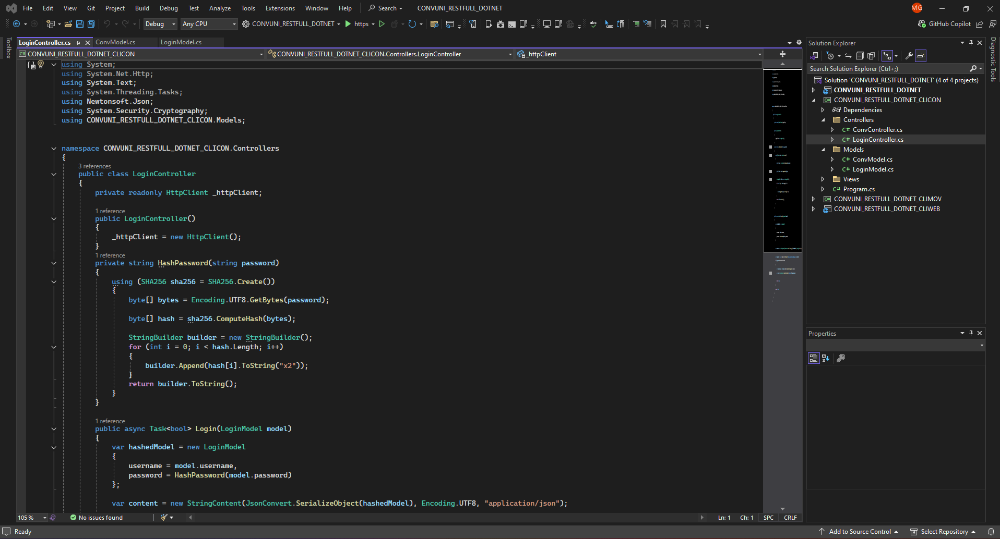 File Edit View Git Project Build Debug Test Analyze Tools Extensions Window Help Search CONVUNI_RESTFULL_DOTNET MG
Debug Any CPU CONVUNI_RESTFULL_DOTNET https GitHub Copilot
Toolbox
LoginController.cs ConvModel.cs LoginModel.cs
CONVUNI_RESTFULL_DOTNET_CLICON CONVUNI_RESTFULL_DOTNET_CLICON.Controllers.LoginController _httpClient
using System;
using System.Net.Http;
using System.Text;
using System.Threading.Tasks;
using Newtonsoft.Json;
using System.Security.Cryptography;
using CONVUNI_RESTFULL_DOTNET_CLICON.Models;
namespace CONVUNI_RESTFULL_DOTNET_CLICON.Controllers
{
3 references
public class LoginController
{
private readonly HttpClient _httpClient;
1 reference
public LoginController()
{
_httpClient = new HttpClient();
}
1 reference
private string HashPassword(string password)
{
using (SHA256 sha256 = SHA256.Create())
{
byte[] bytes = Encoding.UTF8.GetBytes(password);
byte[] hash = sha256.ComputeHash(bytes);
StringBuilder builder = new StringBuilder();
for (int i = 0; i < hash.Length; i++)
{
builder.Append(hash[i].ToString("x2"));
}
return builder.ToString();
}
}
1 reference
public async Task<bool> Login(LoginModel model)
{
var hashedModel = new LoginModel
{
username = model.username,
password = HashPassword(model.password)
};
var content = new StringContent(JsonConvert.SerializeObject(hashedModel), Encoding.UTF8, "application/json");
105 % No issues found Ln: 1 Ch: 1 SPC CRLF
Solution Explorer
Search Solution Explorer (Ctrl+;)
Solution 'CONVUNI_RESTFULL_DOTNET' (4 of 4 projects)
CONVUNI_RESTFULL_DOTNET
C# CONVUNI_RESTFULL_DOTNET_CLICON
Dependencies
Controllers
C# ConvController.cs
C# LoginController.cs
Models
C# ConvModel.cs
C# LoginModel.cs
Views
C# Program.cs
C# CONVUNI_RESTFULL_DOTNET_CLIMOV
CONVUNI_RESTFULL_DOTNET_CLIWEB
Properties
Diagnostic Tools
Ready Add to Source Control Select Repository